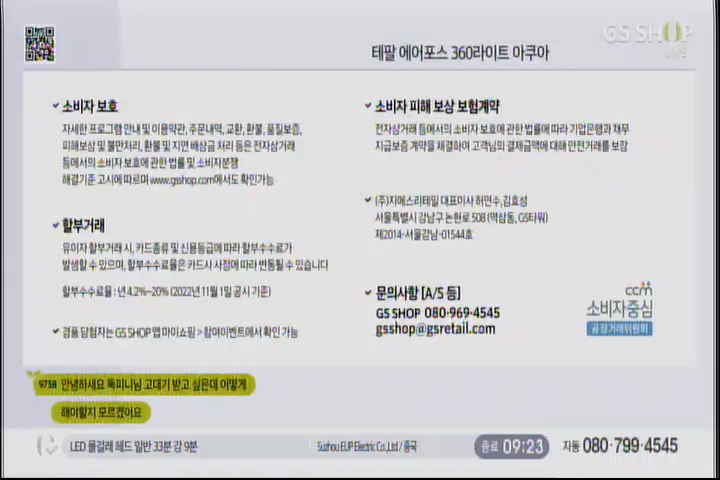 GS SHOP
LIVE
테팔 에어포스 360라이트 아쿠아
소비자 보호
자세한 프로그램 안내 및 이용약관, 주문내역, 교환, 환불, 품질보증,
피해보상 및 불만처리, 환불 및 지연 배상금 처리 등은 전자상거래
등에서의 소비자 보호에 관한 법률 및 소비자분쟁
해결기준 고시에 따르며 www.gsshop.com에서도 확인가능
할부거래
유이자 할부거래 시, 카드종류 및 신용등급에 따라 할부수수료가
발생할 수 있으며, 할부수수료율은 카드사 사정에 따라 변동될 수 있습니다
할부수수료율 : 년 4.2%~20% (2022년 11월 1일 공시 기준)
경품 당첨자는 GS SHOP 앱 마이쇼핑 > 참여이벤트에서 확인 가능
소비자 피해 보상 보험계약
전자상거래 등에서의 소비자 보호에 관한 법률에 따라 기업은행과 채무
지급보증 계약을 체결하여 고객님의 결제금액에 대해 안전거래를 보장
(주)지에스리테일 대표이사 허연수,김호성
서울특별시 강남구 논현로 508 (역삼동, GS타워)
제2014-서울강남-01544호
문의사항 [A/S 등]
GS SHOP 080·969·4545
gsshop@gsretail.com
ccm
소비자중심
공정거래위원회
9758 안녕하세요 똑피니님 고대기 받고 싶은데 어떻게
해야할지 모르겠어요
LED 물걸레 헤드 일반 33분 감 9분
Suzhou EUP Electric Co.,Ltd / 중국
종료 09:23
자동 080·799·4545